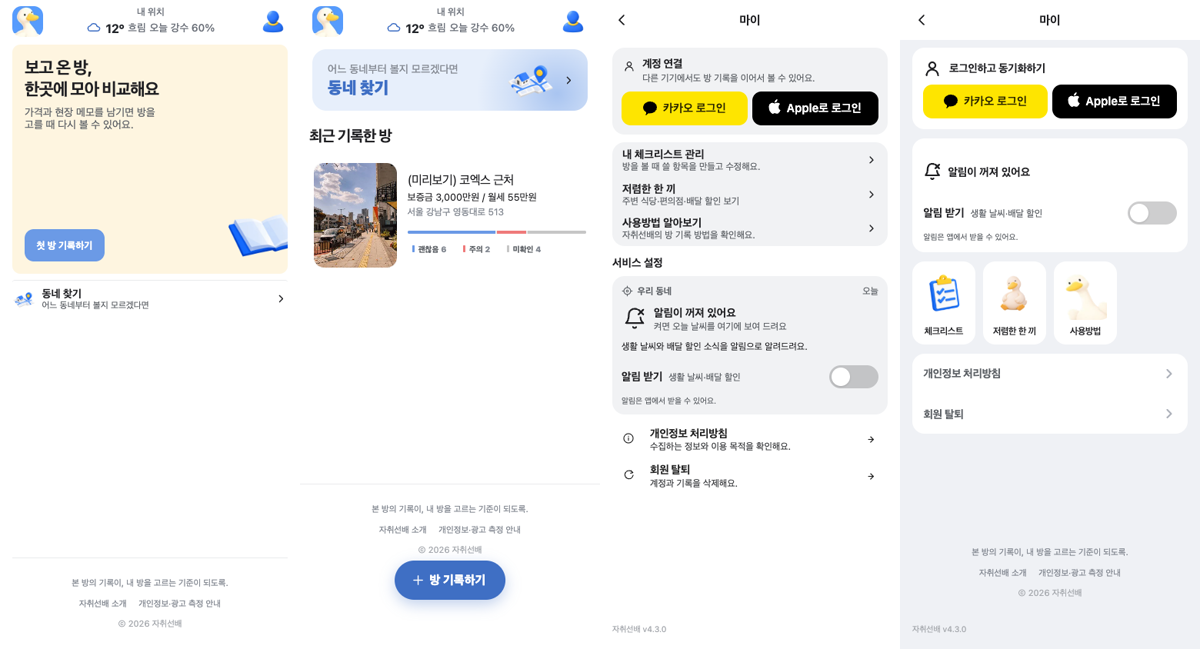 내 위치
12° 흐림 오늘 강수 60%
보고 온 방,
한곳에 모아 비교해요
가격과 현장 메모를 남기면 방을
고를 때 다시 볼 수 있어요.
첫 방 기록하기
동네 찾기
어느 동네부터 볼지 모르겠다면
본 방의 기록이, 내 방을 고르는 기준이 되도록.
자취선배 소개 개인정보·광고 측정 안내
© 2026 자취선배
내 위치
12° 흐림 오늘 강수 60%
어느 동네부터 볼지 모르겠다면
동네 찾기
최근 기록한 방
(미리보기) 코엑스 근처
보증금 3,000만원 / 월세 55만원
서울 강남구 영동대로 513
괜찮음 6 주의 2 미확인 4
본 방의 기록이, 내 방을 고르는 기준이 되도록.
자취선배 소개 개인정보·광고 측정 안내
© 2026 자취선배
+ 방 기록하기
마이
계정 연결
다른 기기에서도 방 기록을 이어서 볼 수 있어요.
카카오 로그인
Apple로 로그인
내 체크리스트 관리
방을 볼 때 쓸 항목을 만들고 수정해요.
저렴한 한 끼
주변 식당·편의점·배달 할인 보기
사용방법 알아보기
자취선배의 방 기록 방법을 확인해요.
서비스 설정
우리 동네 오늘
알림이 꺼져 있어요
켜면 오늘 날씨를 여기에 보여 드려요
생활 날씨와 배달 할인 소식을 알림으로 알려드려요.
알림 받기 생활 날씨·배달 할인
알림은 앱에서 받을 수 있어요.
개인정보 처리방침
수집하는 정보와 이용 목적을 확인해요.
회원 탈퇴
계정과 기록을 삭제해요.
자취선배 v4.3.0
마이
로그인하고 동기화하기
카카오 로그인
Apple로 로그인
알림이 꺼져 있어요
알림 받기 생활 날씨·배달 할인
알림은 앱에서 받을 수 있어요.
체크리스트
저렴한 한 끼
사용방법
개인정보 처리방침
회원 탈퇴
본 방의 기록이, 내 방을 고르는 기준이 되도록.
자취선배 소개 개인정보·광고 측정 안내
© 2026 자취선배
자취선배 v4.3.0